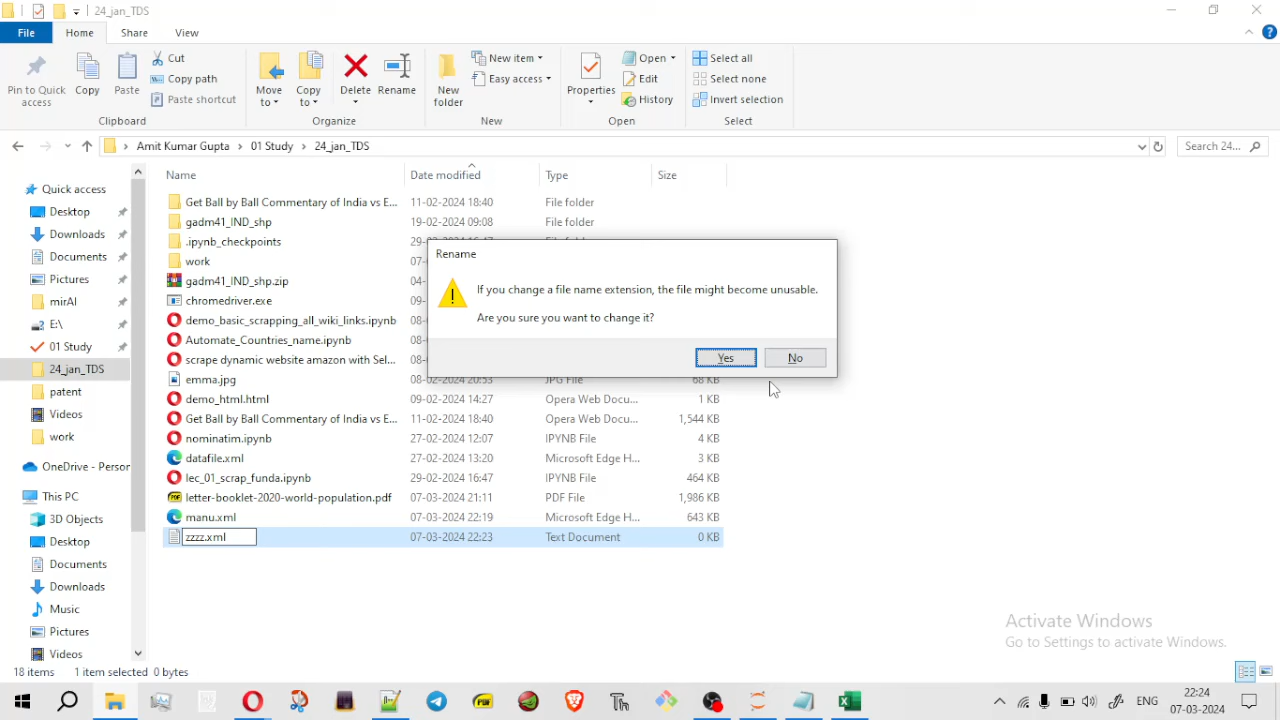 24_jan_TDS
File Home Share View
Pin to Quick access
Copy
Paste
Cut
Copy path
Paste shortcut
Clipboard
Move to
Copy to
Delete
Rename
Organize
New folder
New item
Easy access
New
Properties
Open
Edit
History
Open
Select all
Select none
Invert selection
Select
Amit Kumar Gupta > 01 Study > 24_jan_TDS
Search 24...
Quick access
Desktop
Downloads
Documents
Pictures
mirAI
E:\
01 Study
24_jan_TDS
patent
Videos
work
OneDrive - Person
This PC
3D Objects
Desktop
Documents
Downloads
Music
Pictures
Videos
Name Date modified Type Size
Get Ball by Ball Commentary of India vs E... 11-02-2024 18:40 File folder
gadm41_IND_shp 19-02-2024 09:08 File folder
.ipynb_checkpoints 29-
work 07-
gadm41_IND_shp.zip 04-
chromedriver.exe 09-
demo_basic_scrapping_all_wiki_links.ipynb 08-
Automate_Countries_name.ipynb 08-
scrape dynamic website amazon with Sel... 08-
emma.jpg 08-02-2024 20:53 JPG File 68 KB
demo_html.html 09-02-2024 14:27 Opera Web Docu... 1 KB
Get Ball by Ball Commentary of India vs E... 11-02-2024 18:40 Opera Web Docu... 1,544 KB
nominatim.ipynb 27-02-2024 12:07 IPYNB File 4 KB
datafile.xml 27-02-2024 13:20 Microsoft Edge H... 3 KB
lec_01_scrap_funda.ipynb 29-02-2024 16:47 IPYNB File 464 KB
letter-booklet-2020-world-population.pdf 07-03-2024 21:11 PDF File 1,986 KB
manu.xml 07-03-2024 22:19 Microsoft Edge H... 643 KB
zzzz.xml 07-03-2024 22:23 Text Document 0 KB
Rename
If you change a file name extension, the file might become unusable.
Are you sure you want to change it?
Yes No
Activate Windows
Go to Settings to activate Windows.
18 items 1 item selected 0 bytes
ENG
22:24
07-03-2024